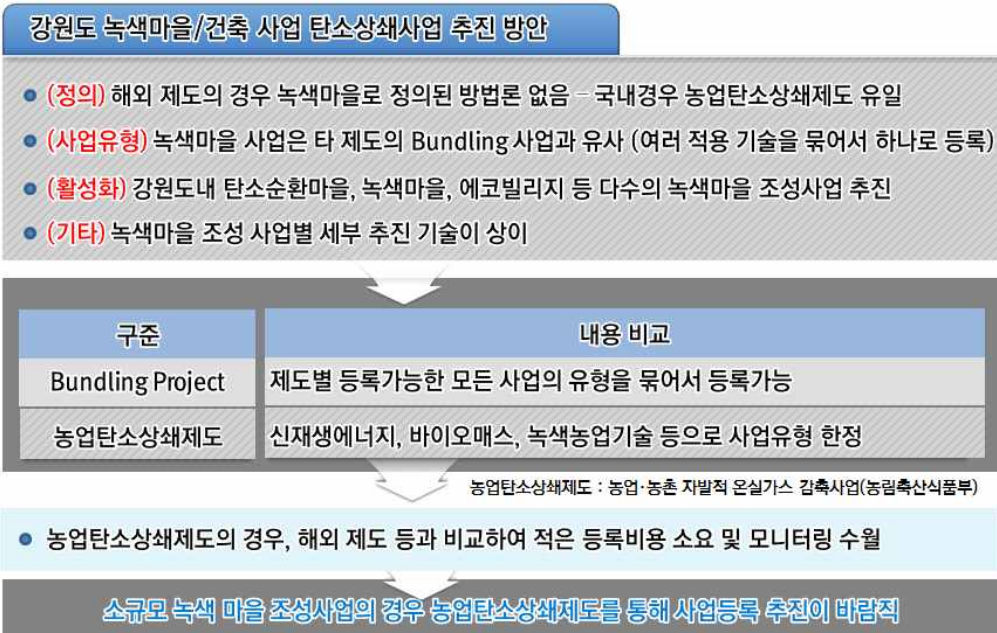 강원도 녹색마을/건축 사업 탄소상쇄사업 추진 방안
(정의) 해외 제도의 경우 녹색마을로 정의된 방법론 없음 – 국내경우 농업탄소상쇄제도 유일
(사업유형) 녹색마을 사업은 타 제도의 Bundling 사업과 유사 (여러 적용 기술을 묶어서 하나로 등록)
(활성화) 강원도내 탄소순환마을, 녹색마을, 에코빌리지 등 다수의 녹색마을 조성사업 추진
(기타) 녹색마을 조성 사업별 세부 추진 기술이 상이
구준 내용 비교
Bundling Project 제도별 등록가능한 모든 사업의 유형을 묶어서 등록가능
농업탄소상쇄제도 신재생에너지, 바이오매스, 녹색농업기술 등으로 사업유형 한정
농업탄소상쇄제도 : 농업·농촌 자발적 온실가스 감축사업(농림축산식품부)
농업탄소상쇄제도의 경우, 해외 제도 등과 비교하여 적은 등록비용 소요 및 모니터링 수월
소규모 녹색 마을 조성사업의 경우 농업탄소상쇄제도를 통해 사업등록 추진이 바람직